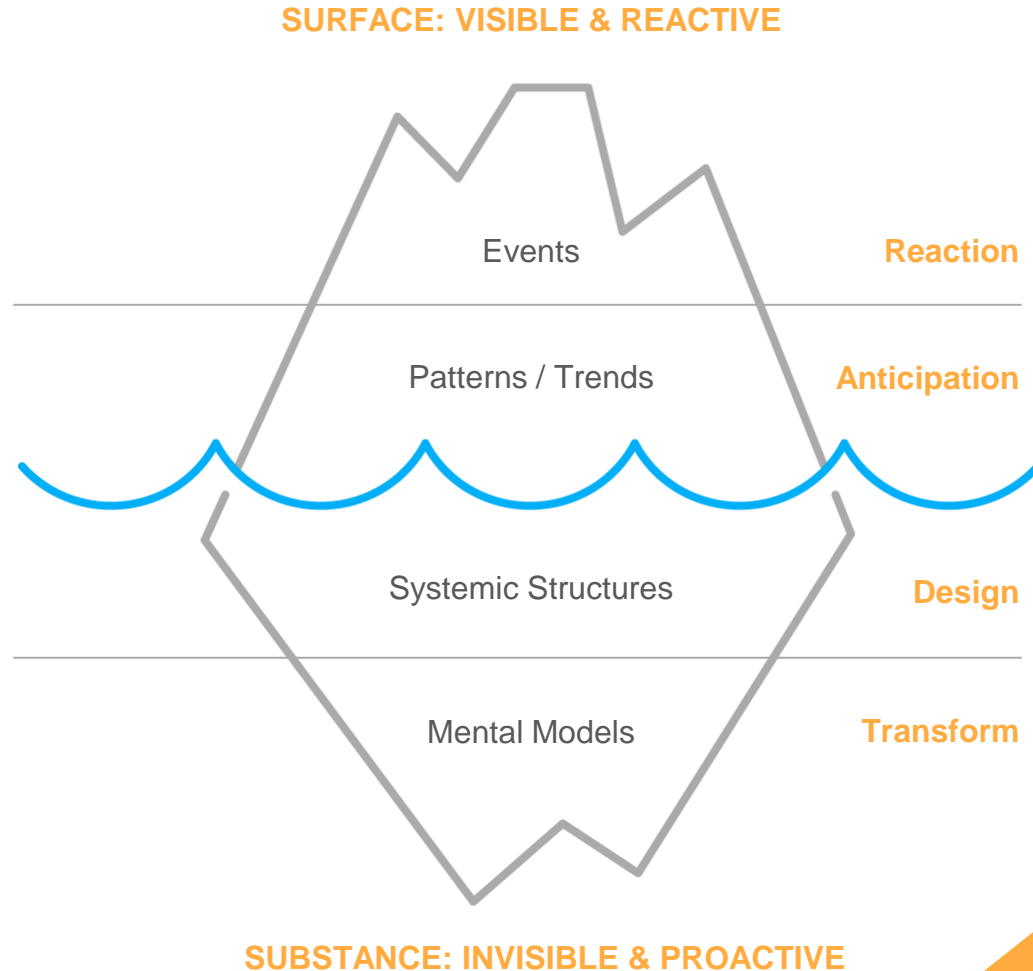 SURFACE: VISIBLE & REACTIVE
Events
Reaction
Patterns / Trends
Anticipation
Systemic Structures
Design
Mental Models
Transform
SUBSTANCE: INVISIBLE & PROACTIVE